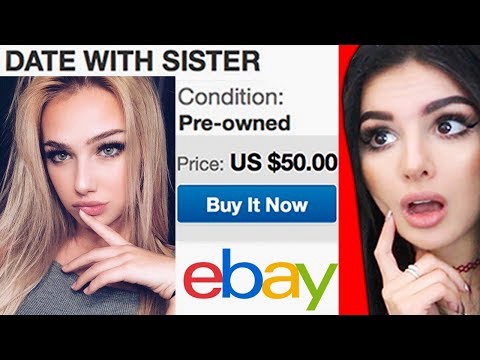 DATE WITH SISTER
Condition:
Pre-owned
Price: US $50.00
Buy It Now
ebay